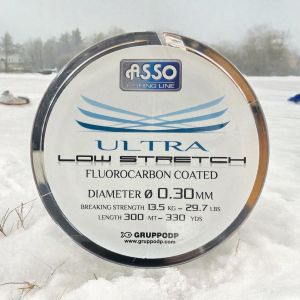 ASSO
FISHING LINE
ULTRA
LOW STRETCH
FLUOROCARBON COATED
DIAMETER Ø 0.30MM
BREAKING STRENGTH 13.5 KG - 29.7 LBS
LENGTH 300 MT - 330 YDS
GRUPPODP
www.gruppodp.com